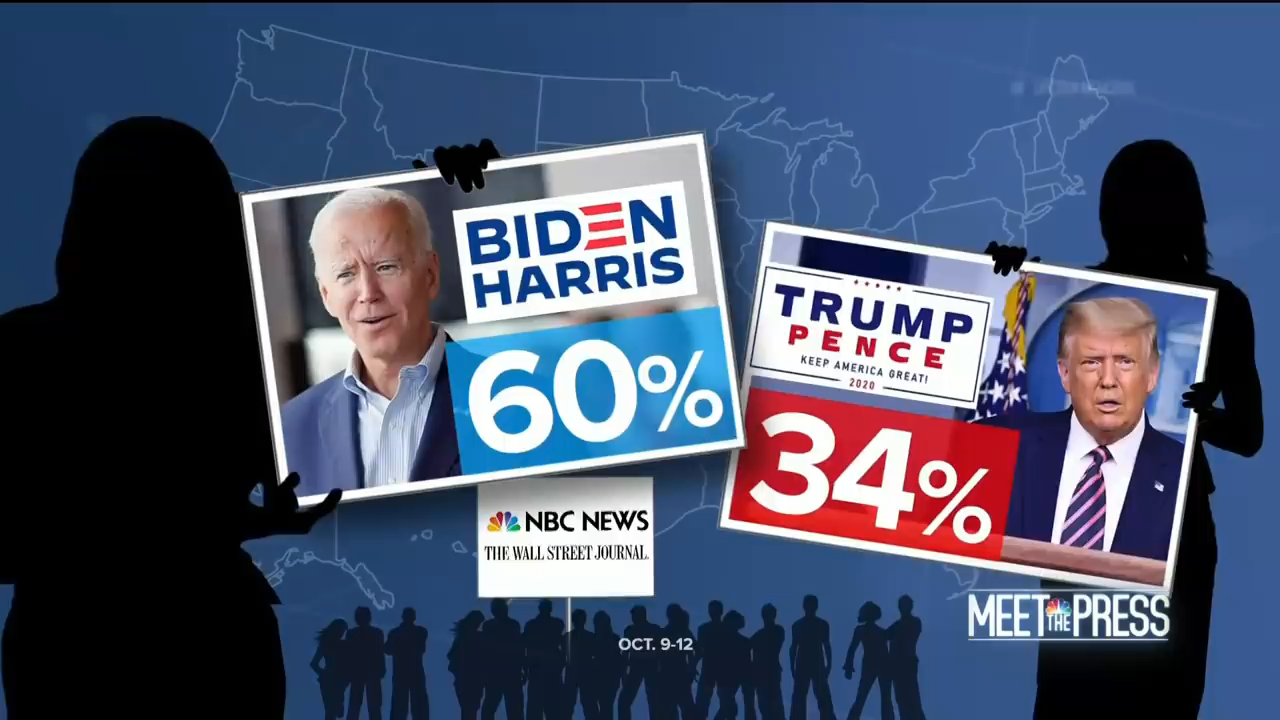 BIDEN
HARRIS
60%
TRUMP
PENCE
KEEP AMERICA GREAT!
2020
34%
NBC NEWS
THE WALL STREET JOURNAL.
OCT. 9-12
MEET THE PRESS